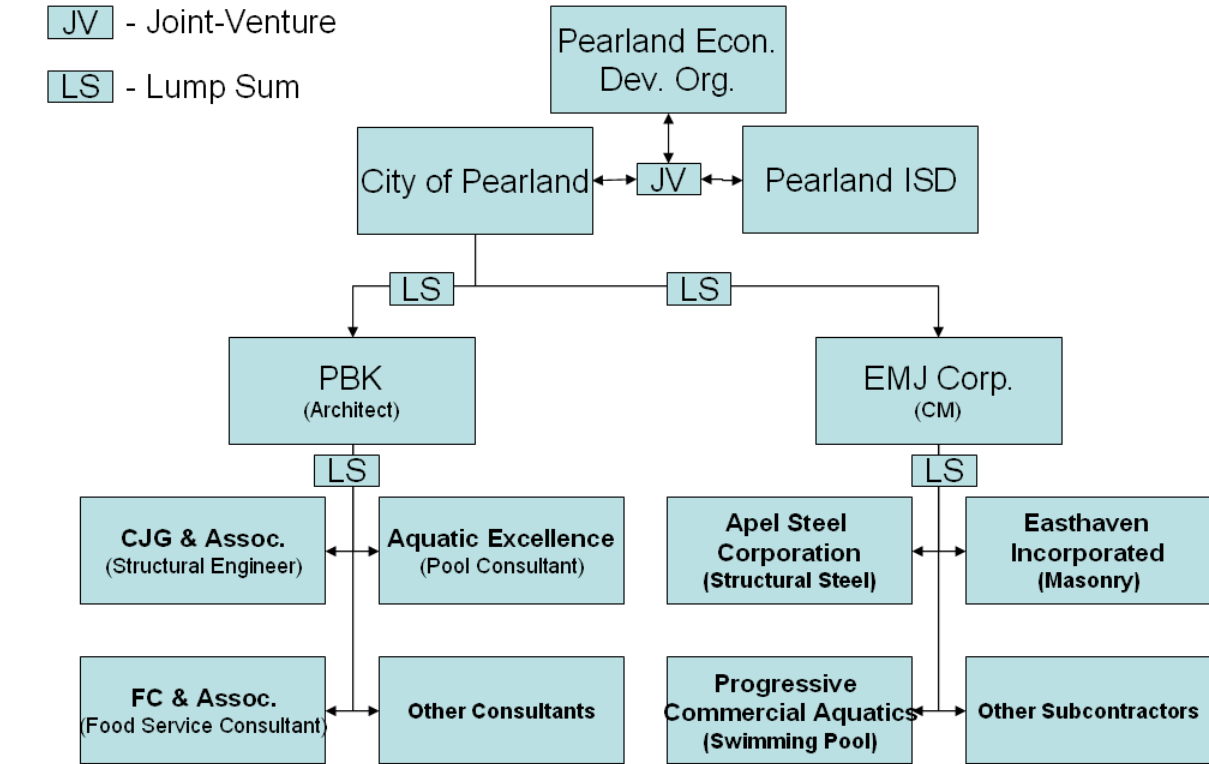 JV - Joint-Venture
LS - Lump Sum
Pearland Econ.
Dev. Org.
City of Pearland
JV
Pearland ISD
LS
LS
PBK
(Architect)
EMJ Corp.
(CM)
LS
LS
CJG & Assoc.
(Structural Engineer)
Aquatic Excellence
(Pool Consultant)
Apel Steel
Corporation
(Structural Steel)
Easthaven
Incorporated
(Masonry)
FC & Assoc.
(Food Service Consultant)
Other Consultants
Progressive
Commercial Aquatics
(Swimming Pool)
Other Subcontractors